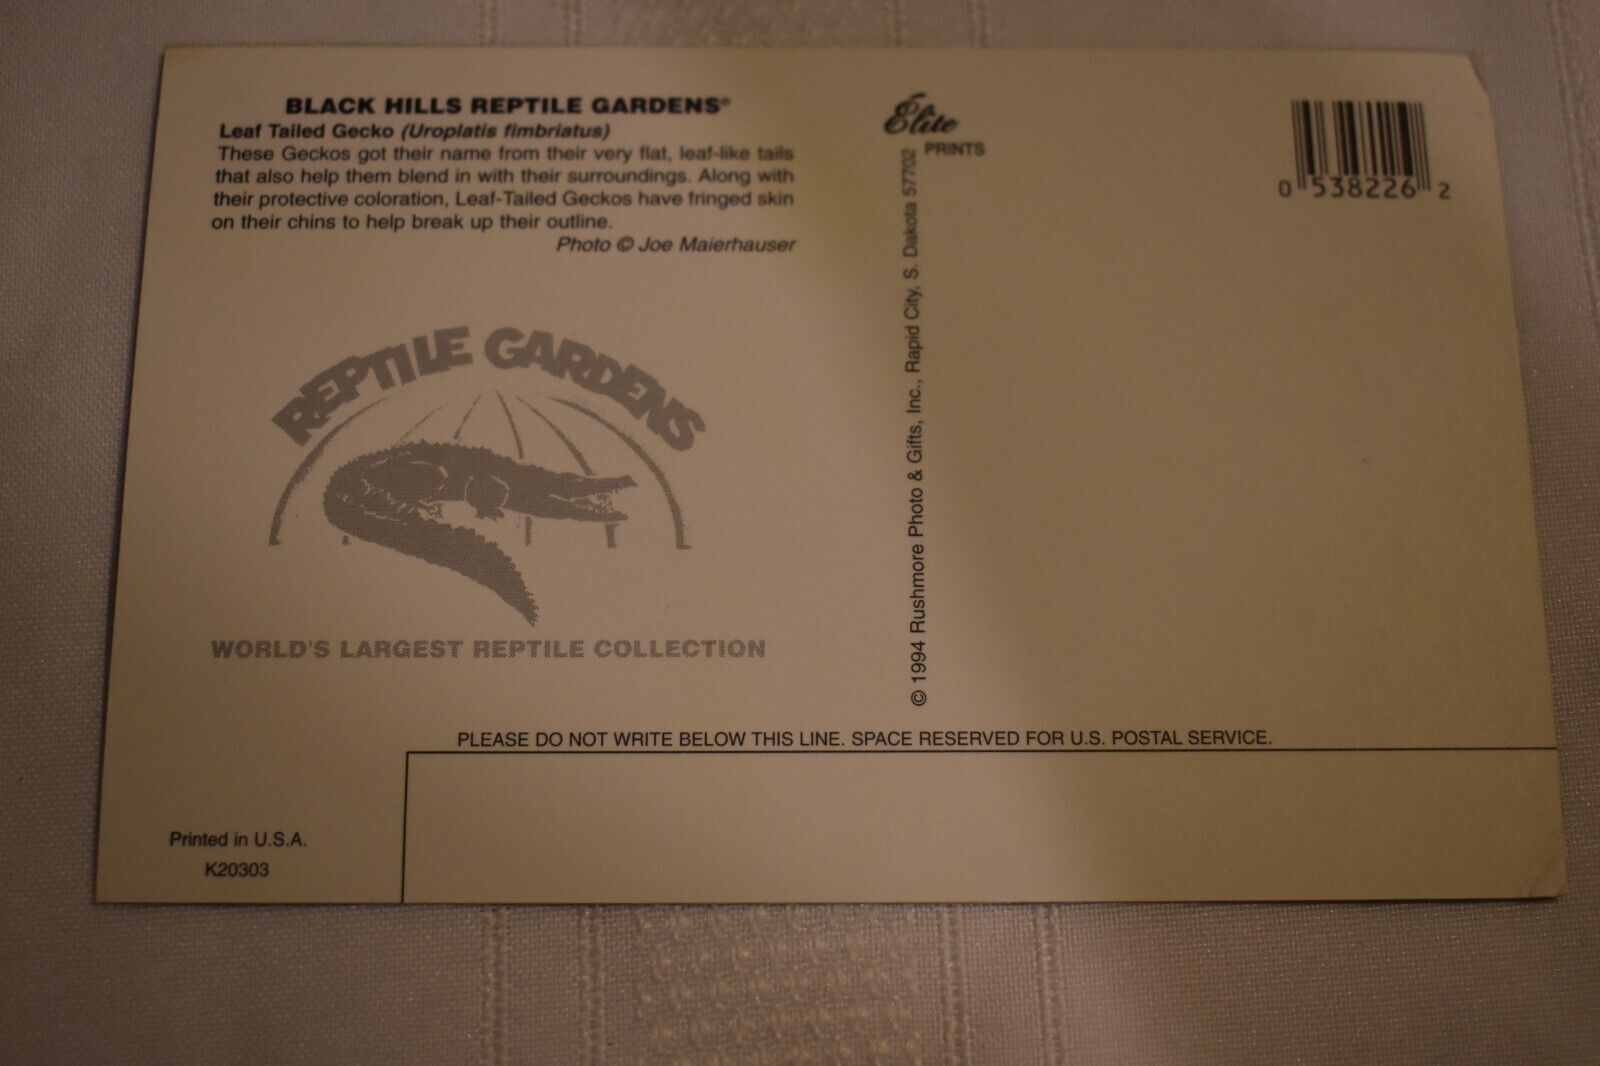 BLACK HILLS REPTILE GARDENS®
Leaf Tailed Gecko (Uroplatis fimbriatus)
These Geckos got their name from their very flat, leaf-like tails
that also help them blend in with their surroundings. Along with
their protective coloration, Leaf-Tailed Geckos have fringed skin
on their chins to help break up their outline.
Photo © Joe Maierhauser
REPTILE GARDENS
WORLD'S LARGEST REPTILE COLLECTION
Elite
PRINTS
© 1994 Rushmore Photo & Gifts, Inc., Rapid City, S. Dakota 57702
0 538226 2
PLEASE DO NOT WRITE BELOW THIS LINE. SPACE RESERVED FOR U.S. POSTAL SERVICE.
Printed in U.S.A.
K20303